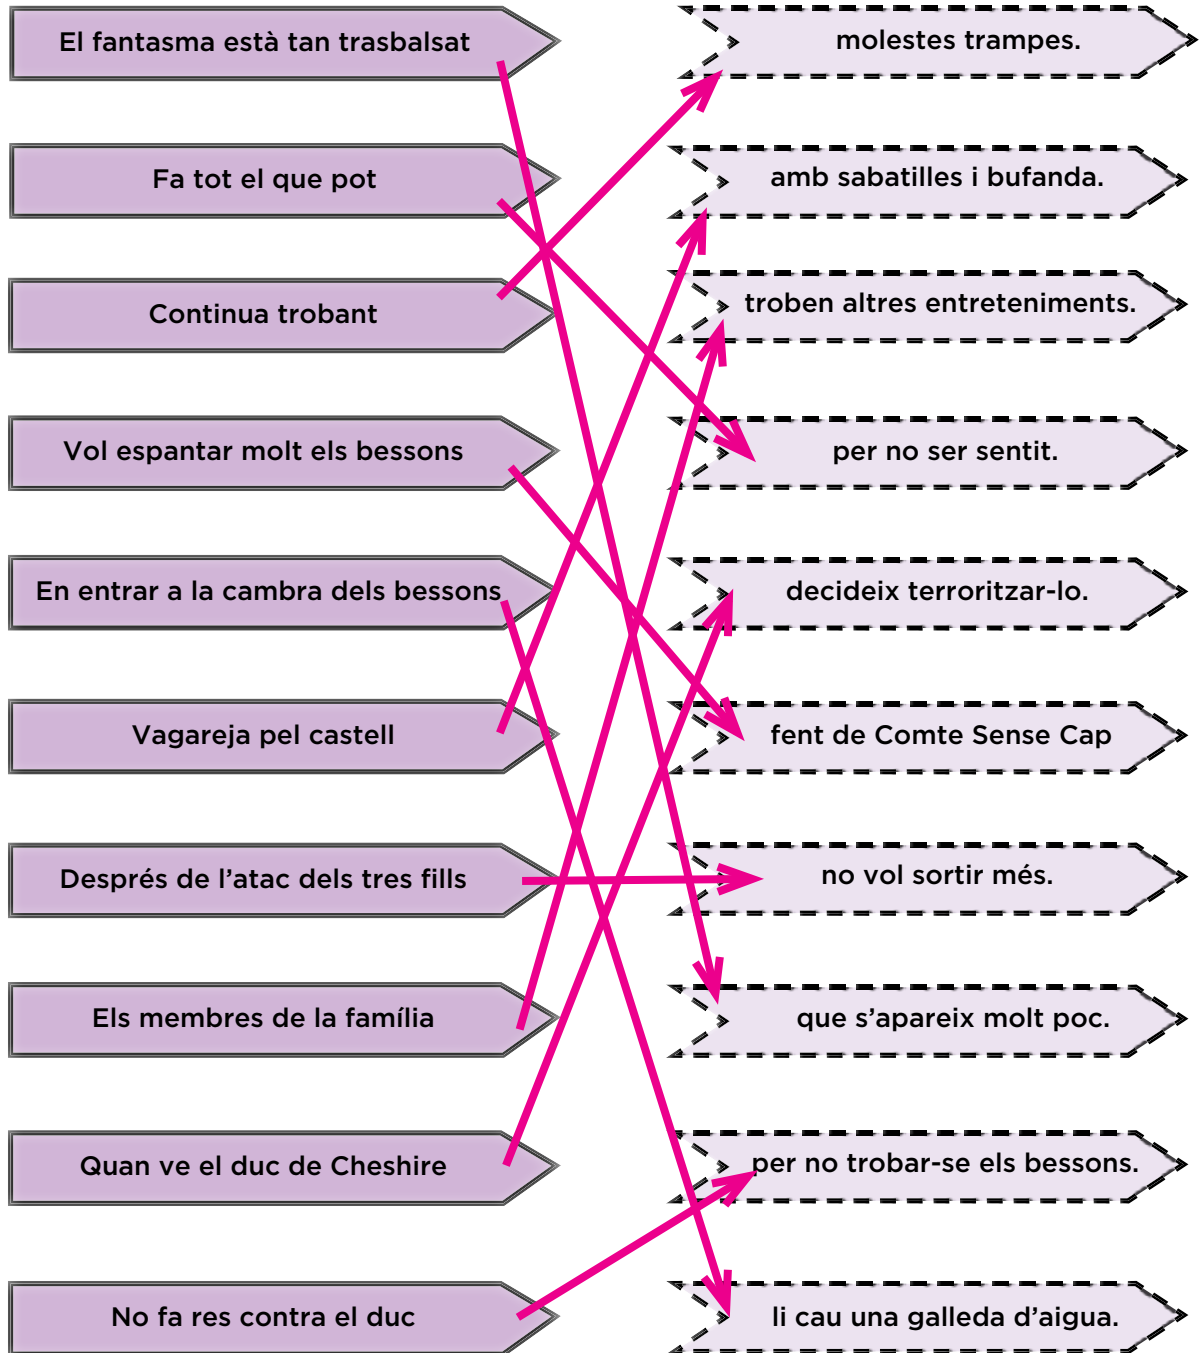 El fantasma està tan trasbalsat
molestes trampes.
Fa tot el que pot
amb sabatilles i bufanda.
Continua trobant
troben altres entreteniments.
Vol espantar molt els bessons
per no ser sentit.
En entrar a la cambra dels bessons
decideix terroritzar-lo.
Vagareja pel castell
fent de Comte Sense Cap
Després de l’atac dels tres fills
no vol sortir més.
Els membres de la família
que s’apareix molt poc.
Quan ve el duc de Cheshire
per no trobar-se els bessons.
No fa res contra el duc
li cau una galleda d’aigua.